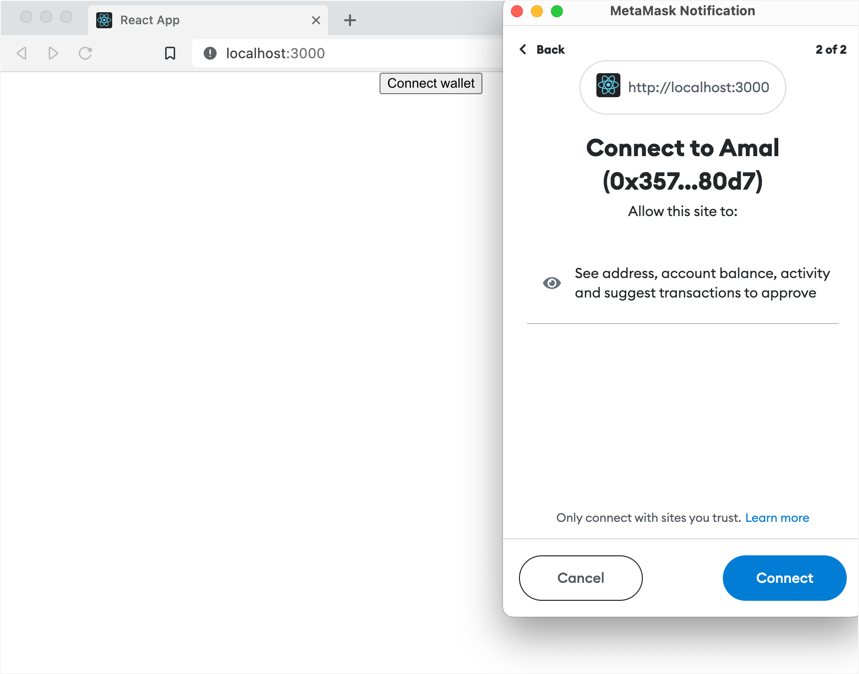 React App
localhost:3000
Connect wallet
MetaMask Notification
Back
2 of 2
http://localhost:3000
Connect to Amal
(0x357...80d7)
Allow this site to:
See address, account balance, activity
and suggest transactions to approve
Only connect with sites you trust. Learn more
Cancel
Connect